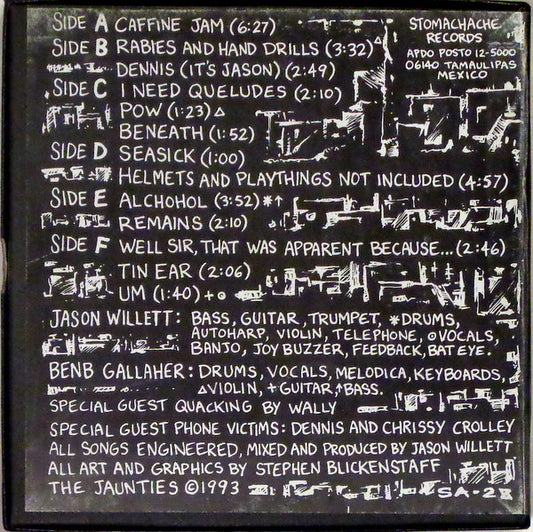 SIDE A CAFFINE JAM (6:27)
STOMACHACHE
RECORDS
APDO POSTO 12-5000
06140 TAMAULIPAS
MEXICO
SIDE B RABIES AND HAND DRILLS (3:32)△
DENNIS (IT'S JASON) (2:49)
SIDE C I NEED QUELUDES (2:10)
POW (1:23)△
BENEATH (1:52)
SIDE D SEASICK (1:00)
HELMETS AND PLAYTHINGS NOT INCLUDED (4:57)
SIDE E ALCHOHOL (3:52)*↑
REMAINS (2:10)
SIDE F WELL SIR, THAT WAS APPARENT BECAUSE... (2:46)
TIN EAR (2:06)
UM (1:40)+⊙
JASON WILLETT: BASS, GUITAR, TRUMPET, *DRUMS,
AUTOHARP, VIOLIN, TELEPHONE, ⊙VOCALS,
BANJO, JOY BUZZER, FEEDBACK, BAT EYE.
BENB GALLAHER: DRUMS, VOCALS, MELODICA, KEYBOARDS,
△VIOLIN, +GUITAR, ↑BASS.
SPECIAL GUEST QUACKING BY WALLY
SPECIAL GUEST PHONE VICTIMS: DENNIS AND CHRISSY CROLLEY
ALL SONGS ENGINEERED, MIXED AND PRODUCED BY JASON WILLETT
ALL ART AND GRAPHICS BY STEPHEN BLICKENSTAFF
THE JAUNTIES ©1993